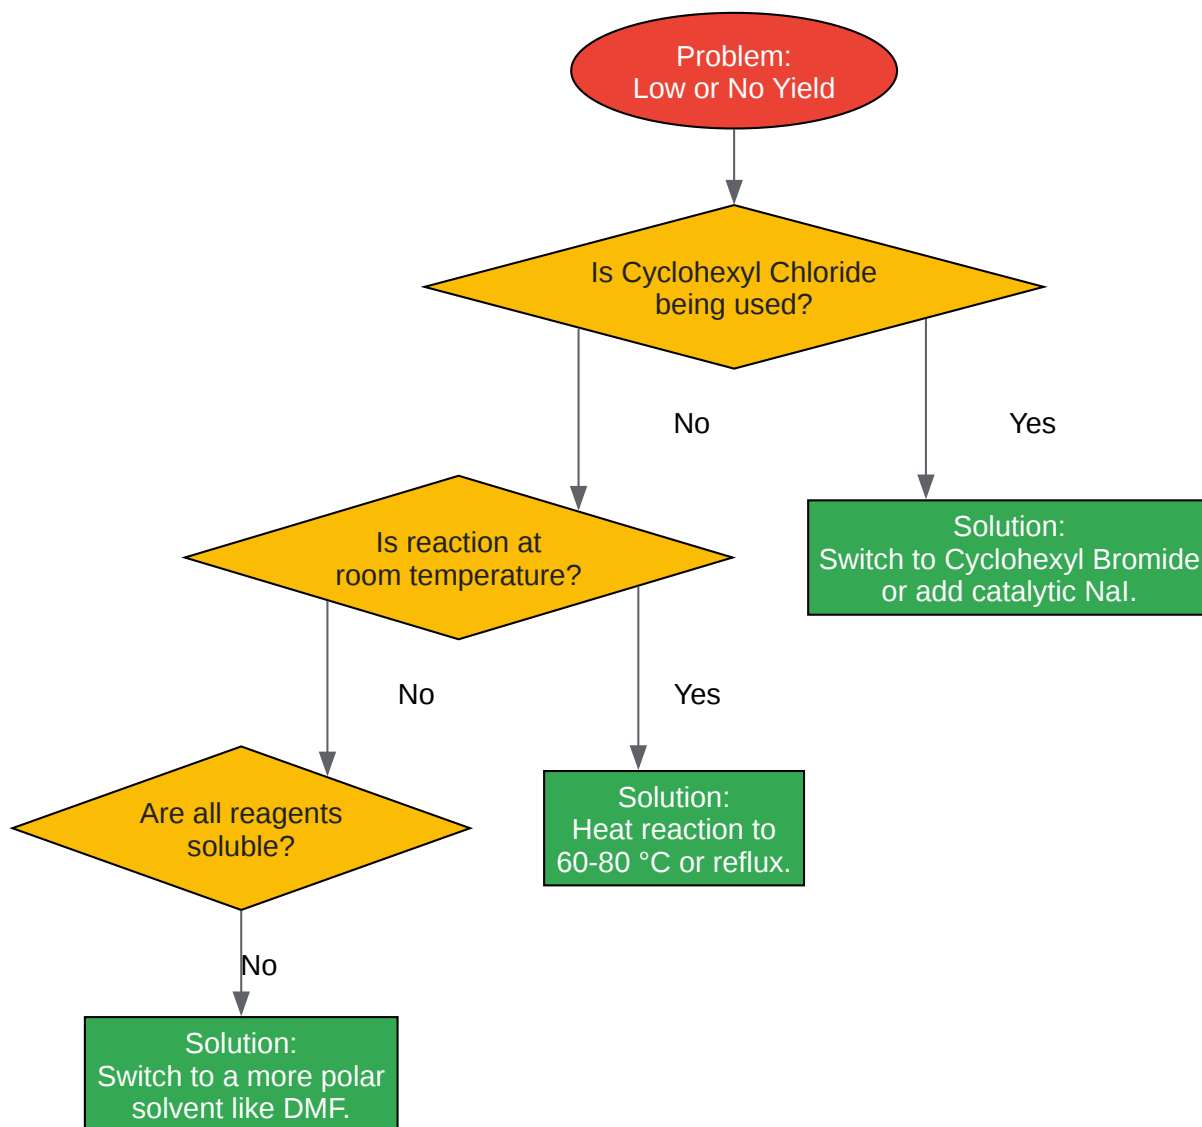 Problem:
Low or No Yield
Is Cyclohexyl Chloride
being used?
No
Yes
Is reaction at
room temperature?
Solution:
Switch to Cyclohexyl Bromide
or add catalytic NaI.
No
Yes
Are all reagents
soluble?
Solution:
Heat reaction to
60-80 °C or reflux.
No
Solution:
Switch to a more polar
solvent like DMF.